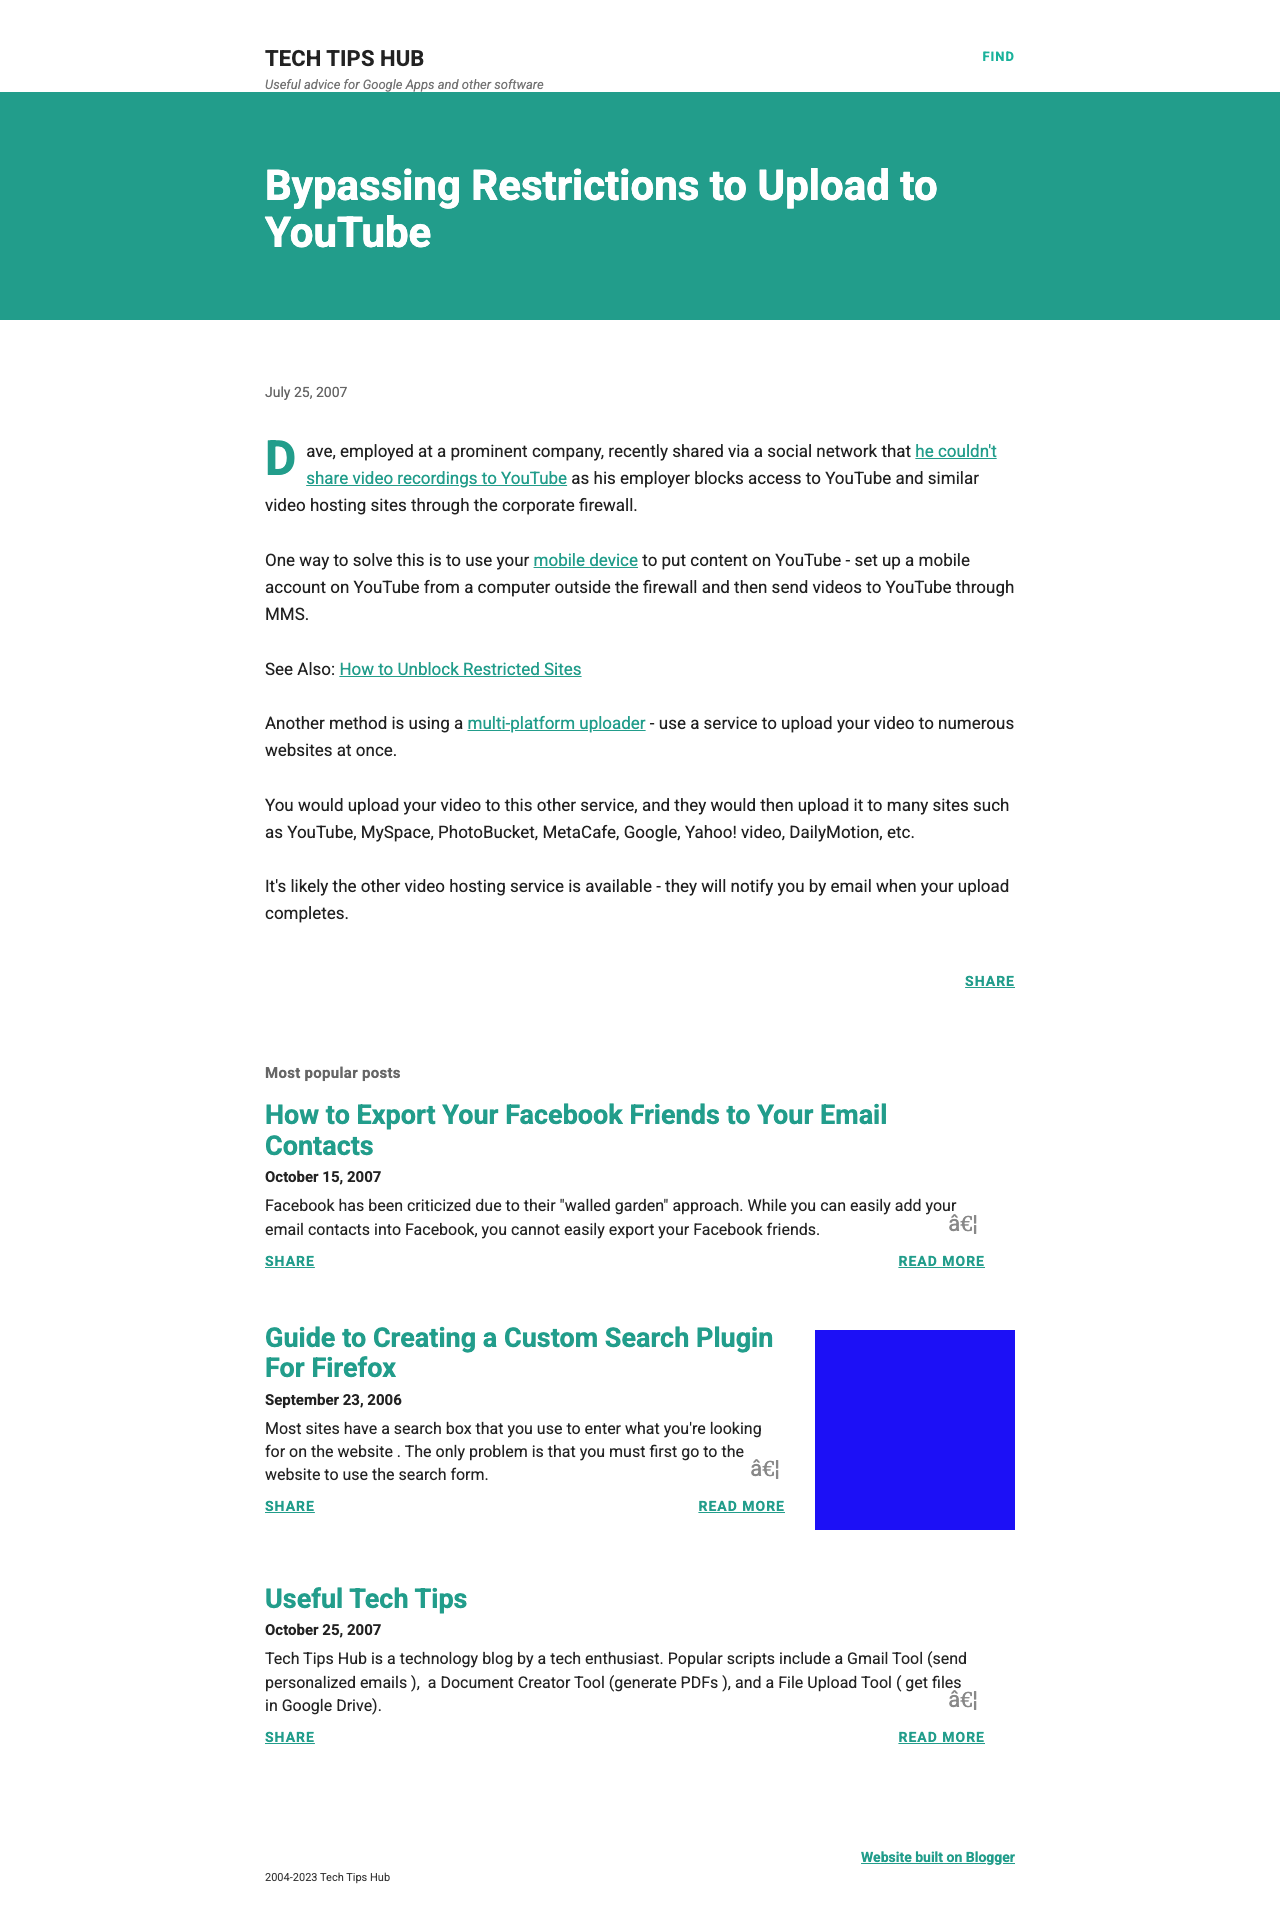 TECH TIPS HUB
FIND
Useful advice for Google Apps and other software
Bypassing Restrictions to Upload to
YouTube
July 25, 2007
Dave, employed at a prominent company, recently shared via a social network that he couldn't
share video recordings to YouTube as his employer blocks access to YouTube and similar
video hosting sites through the corporate firewall.
One way to solve this is to use your mobile device to put content on YouTube - set up a mobile
account on YouTube from a computer outside the firewall and then send videos to YouTube through
MMS.
See Also: How to Unblock Restricted Sites
Another method is using a multi-platform uploader - use a service to upload your video to numerous
websites at once.
You would upload your video to this other service, and they would then upload it to many sites such
as YouTube, MySpace, PhotoBucket, MetaCafe, Google, Yahoo! video, DailyMotion, etc.
It's likely the other video hosting service is available - they will notify you by email when your upload
completes.
SHARE
Most popular posts
How to Export Your Facebook Friends to Your Email
Contacts
October 15, 2007
Facebook has been criticized due to their "walled garden" approach. While you can easily add your
email contacts into Facebook, you cannot easily export your Facebook friends.
â€¦
SHARE
READ MORE
Guide to Creating a Custom Search Plugin
For Firefox
September 23, 2006
Most sites have a search box that you use to enter what you're looking
for on the website . The only problem is that you must first go to the
website to use the search form.
â€¦
SHARE
READ MORE
Useful Tech Tips
October 25, 2007
Tech Tips Hub is a technology blog by a tech enthusiast. Popular scripts include a Gmail Tool (send
personalized emails ),  a Document Creator Tool (generate PDFs ), and a File Upload Tool ( get files
in Google Drive).
â€¦
SHARE
READ MORE
Website built on Blogger
2004-2023 Tech Tips Hub